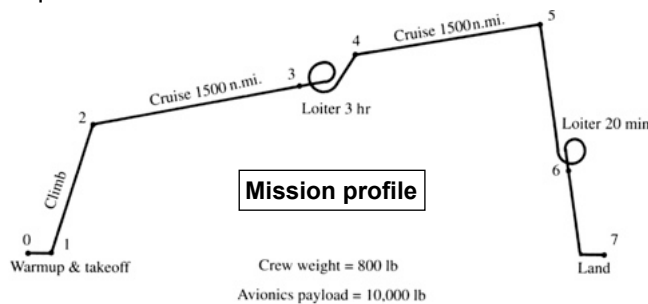 5
4
Cruise 1500 n.mi.
3
Cruise 1500 n.mi.
2
Loiter 3 hr
Loiter 20 min
6
Climb
Mission profile
0
1
7
Warmup & takeoff
Land
Crew weight = 800 lb
Avionics payload = 10,000 lb